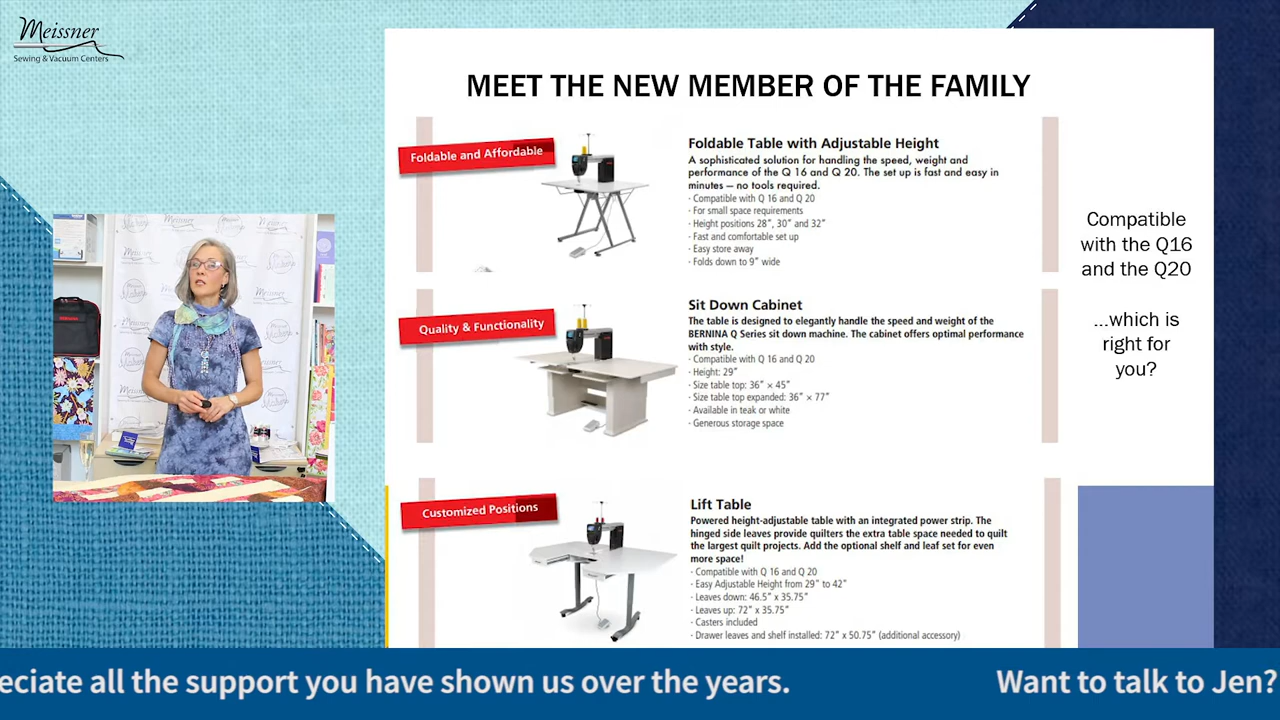 Meissner
Sewing & Vacuum Centers
MEET THE NEW MEMBER OF THE FAMILY
Foldable and Affordable
Foldable Table with Adjustable Height
A sophisticated solution for handling the speed, weight and
performance of the Q 16 and Q 20. The set up is fast and easy in
minutes – no tools required.
· Compatible with Q 16 and Q 20
· For small space requirements
· Height positions 28", 30" and 32"
· Fast and comfortable set up
· Easy store away
· Folds down to 9" wide
Quality & Functionality
Sit Down Cabinet
The table is designed to elegantly handle the speed and weight of the
BERNINA Q Series sit down machine. The cabinet offers optimal performance
with style.
· Compatible with Q 16 and Q 20
· Height: 29"
· Size table top: 36" × 45"
· Size table top expanded: 36" × 77"
· Available in teak or white
· Generous storage space
Customized Positions
Lift Table
Powered height-adjustable table with an integrated power strip. The
hinged side leaves provide quilters the extra table space needed to quilt
the largest quilt projects. Add the optional shelf and leaf set for even
more space!
· Compatible with Q 16 and Q 20
· Easy Adjustable Height from 29" to 42"
· Leaves down: 46.5" x 35.75"
· Leaves up: 72" x 35.75"
· Casters included
· Drawer leaves and shelf installed: 72" x 50.75" (additional accessory)
Compatible
with the Q16
and the Q20
...which is
right for
you?
eciate all the support you have shown us over the years.
Want to talk to Jen?